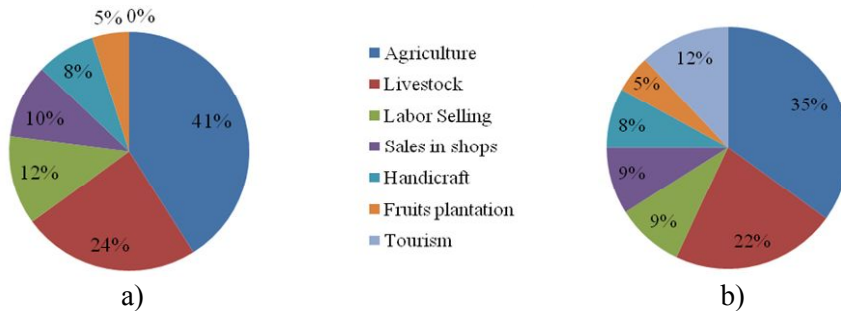 5% 0%
8%
10%
41%
12%
24%
a)
Agriculture
Livestock
Labor Selling
Sales in shops
Handicraft
Fruits plantation
Tourism
12%
5%
35%
8%
9%
9%
22%
b)